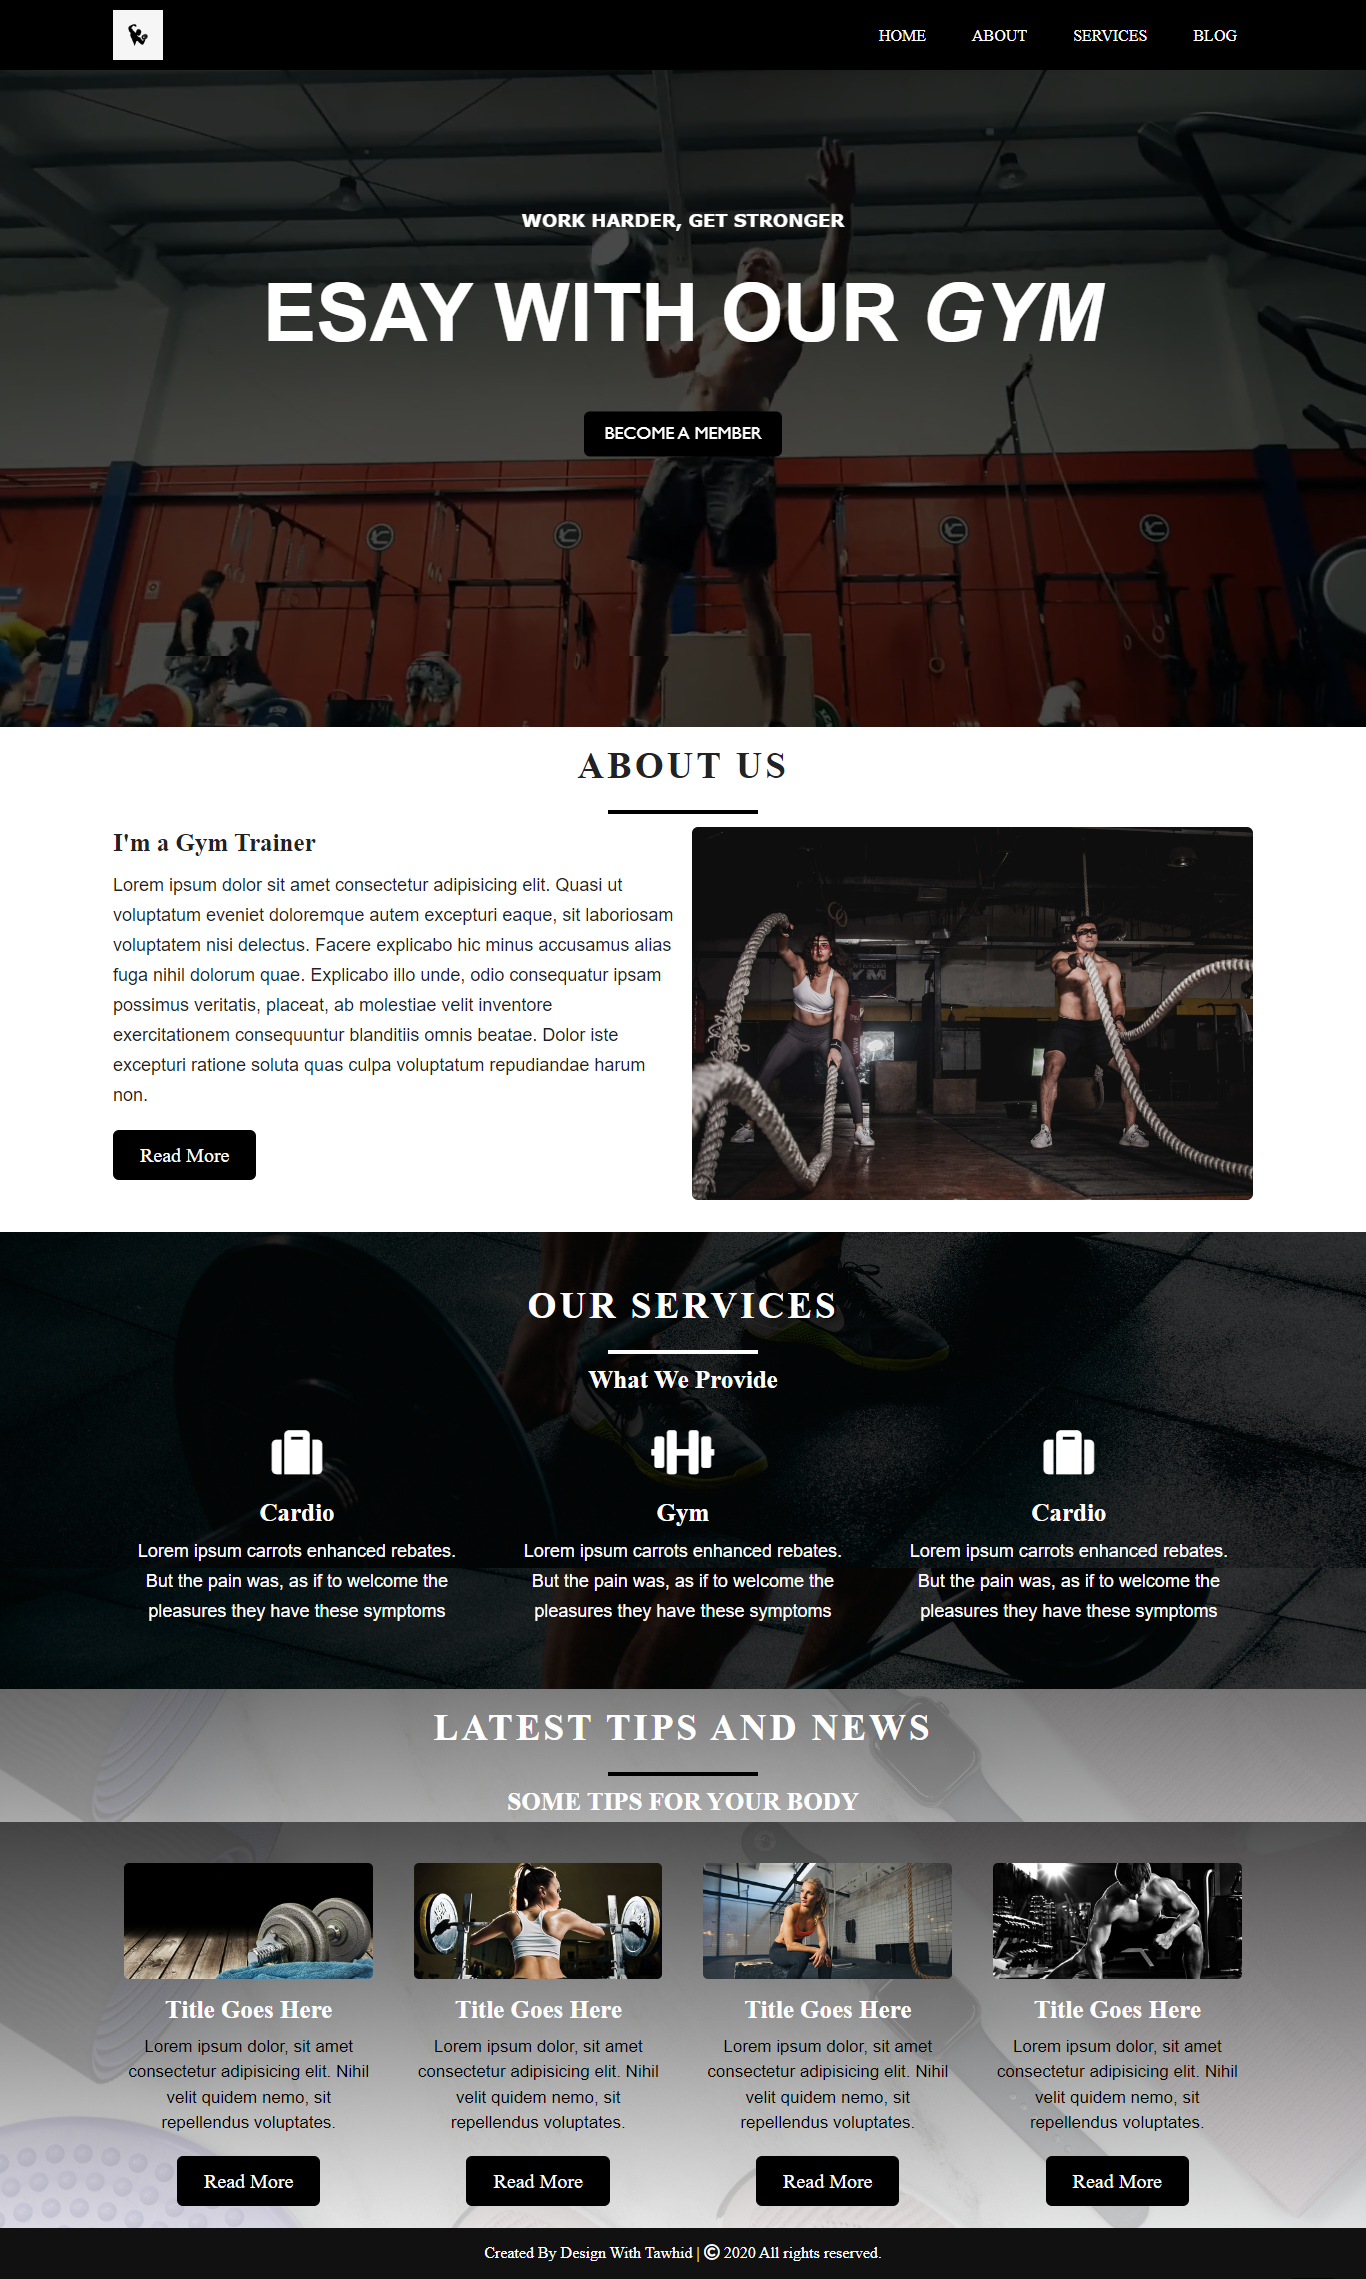 HOME ABOUT SERVICES BLOG
WORK HARDER, GET STRONGER
ESAY WITH OUR GYM
BECOME A MEMBER
ABOUT US
I'm a Gym Trainer
Lorem ipsum dolor sit amet consectetur adipisicing elit. Quasi ut
voluptatum eveniet doloremque autem excepturi eaque, sit laboriosam
voluptatem nisi delectus. Facere explicabo hic minus accusamus alias
fuga nihil dolorum quae. Explicabo illo unde, odio consequatur ipsam
possimus veritatis, placeat, ab molestiae velit inventore
exercitationem consequuntur blanditiis omnis beatae. Dolor iste
excepturi ratione soluta quas culpa voluptatum repudiandae harum
non.
Read More
OUR SERVICES
What We Provide
Cardio
Lorem ipsum carrots enhanced rebates.
But the pain was, as if to welcome the
pleasures they have these symptoms
Gym
Lorem ipsum carrots enhanced rebates.
But the pain was, as if to welcome the
pleasures they have these symptoms
Cardio
Lorem ipsum carrots enhanced rebates.
But the pain was, as if to welcome the
pleasures they have these symptoms
LATEST TIPS AND NEWS
SOME TIPS FOR YOUR BODY
Title Goes Here
Lorem ipsum dolor, sit amet
consectetur adipisicing elit. Nihil
velit quidem nemo, sit
repellendus voluptates.
Read More
Title Goes Here
Lorem ipsum dolor, sit amet
consectetur adipisicing elit. Nihil
velit quidem nemo, sit
repellendus voluptates.
Read More
Title Goes Here
Lorem ipsum dolor, sit amet
consectetur adipisicing elit. Nihil
velit quidem nemo, sit
repellendus voluptates.
Read More
Title Goes Here
Lorem ipsum dolor, sit amet
consectetur adipisicing elit. Nihil
velit quidem nemo, sit
repellendus voluptates.
Read More
Created By Design With Tawhid | © 2020 All rights reserved.